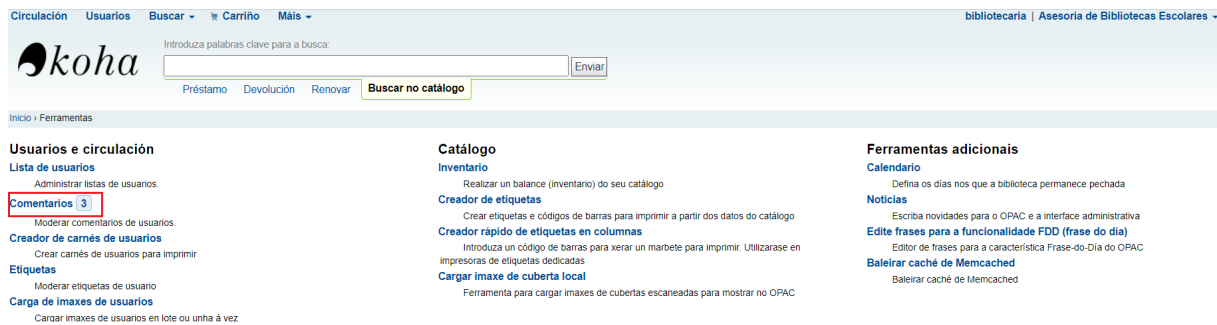 Circulación Usuarios Buscar Carriño Máis bibliotecaria | Asesoría de Bibliotecas Escolares
koha
Introduza palabras clave para a busca:
Enviar
Préstamo Devolución Renovar Buscar no catálogo
Inicio › Ferramentas
Usuarios e circulación
Lista de usuarios
Administrar listas de usuarios.
Comentarios 3
Moderar comentarios de usuarios.
Creador de carnés de usuarios
Crear carnés de usuarios para imprimir
Etiquetas
Moderar etiquetas de usuario
Carga de imaxes de usuarios
Cargar imaxes de usuarios en lote ou unha á vez
Catálogo
Inventario
Realizar un balance (inventario) do seu catálogo
Creador de etiquetas
Crear etiquetas e códigos de barras para imprimir a partir dos datos do catálogo
Creador rápido de etiquetas en columnas
Introduza un código de barras para xerar un marbete para imprimir. Utilizarase en
impresoras de etiquetas dedicadas
Cargar imaxe de cuberta local
Ferramenta para cargar imaxes de cubertas escaneadas para mostrar no OPAC
Ferramentas adicionais
Calendario
Defina os días nos que a biblioteca permanece pechada
Noticias
Escriba novidades para o OPAC e a interface administrativa
Edite frases para a funcionalidade FDD (frase do día)
Editor de frases para a característica Frase-do-Día do OPAC
Baleirar caché de Memcached
Baleirar caché de Memcached